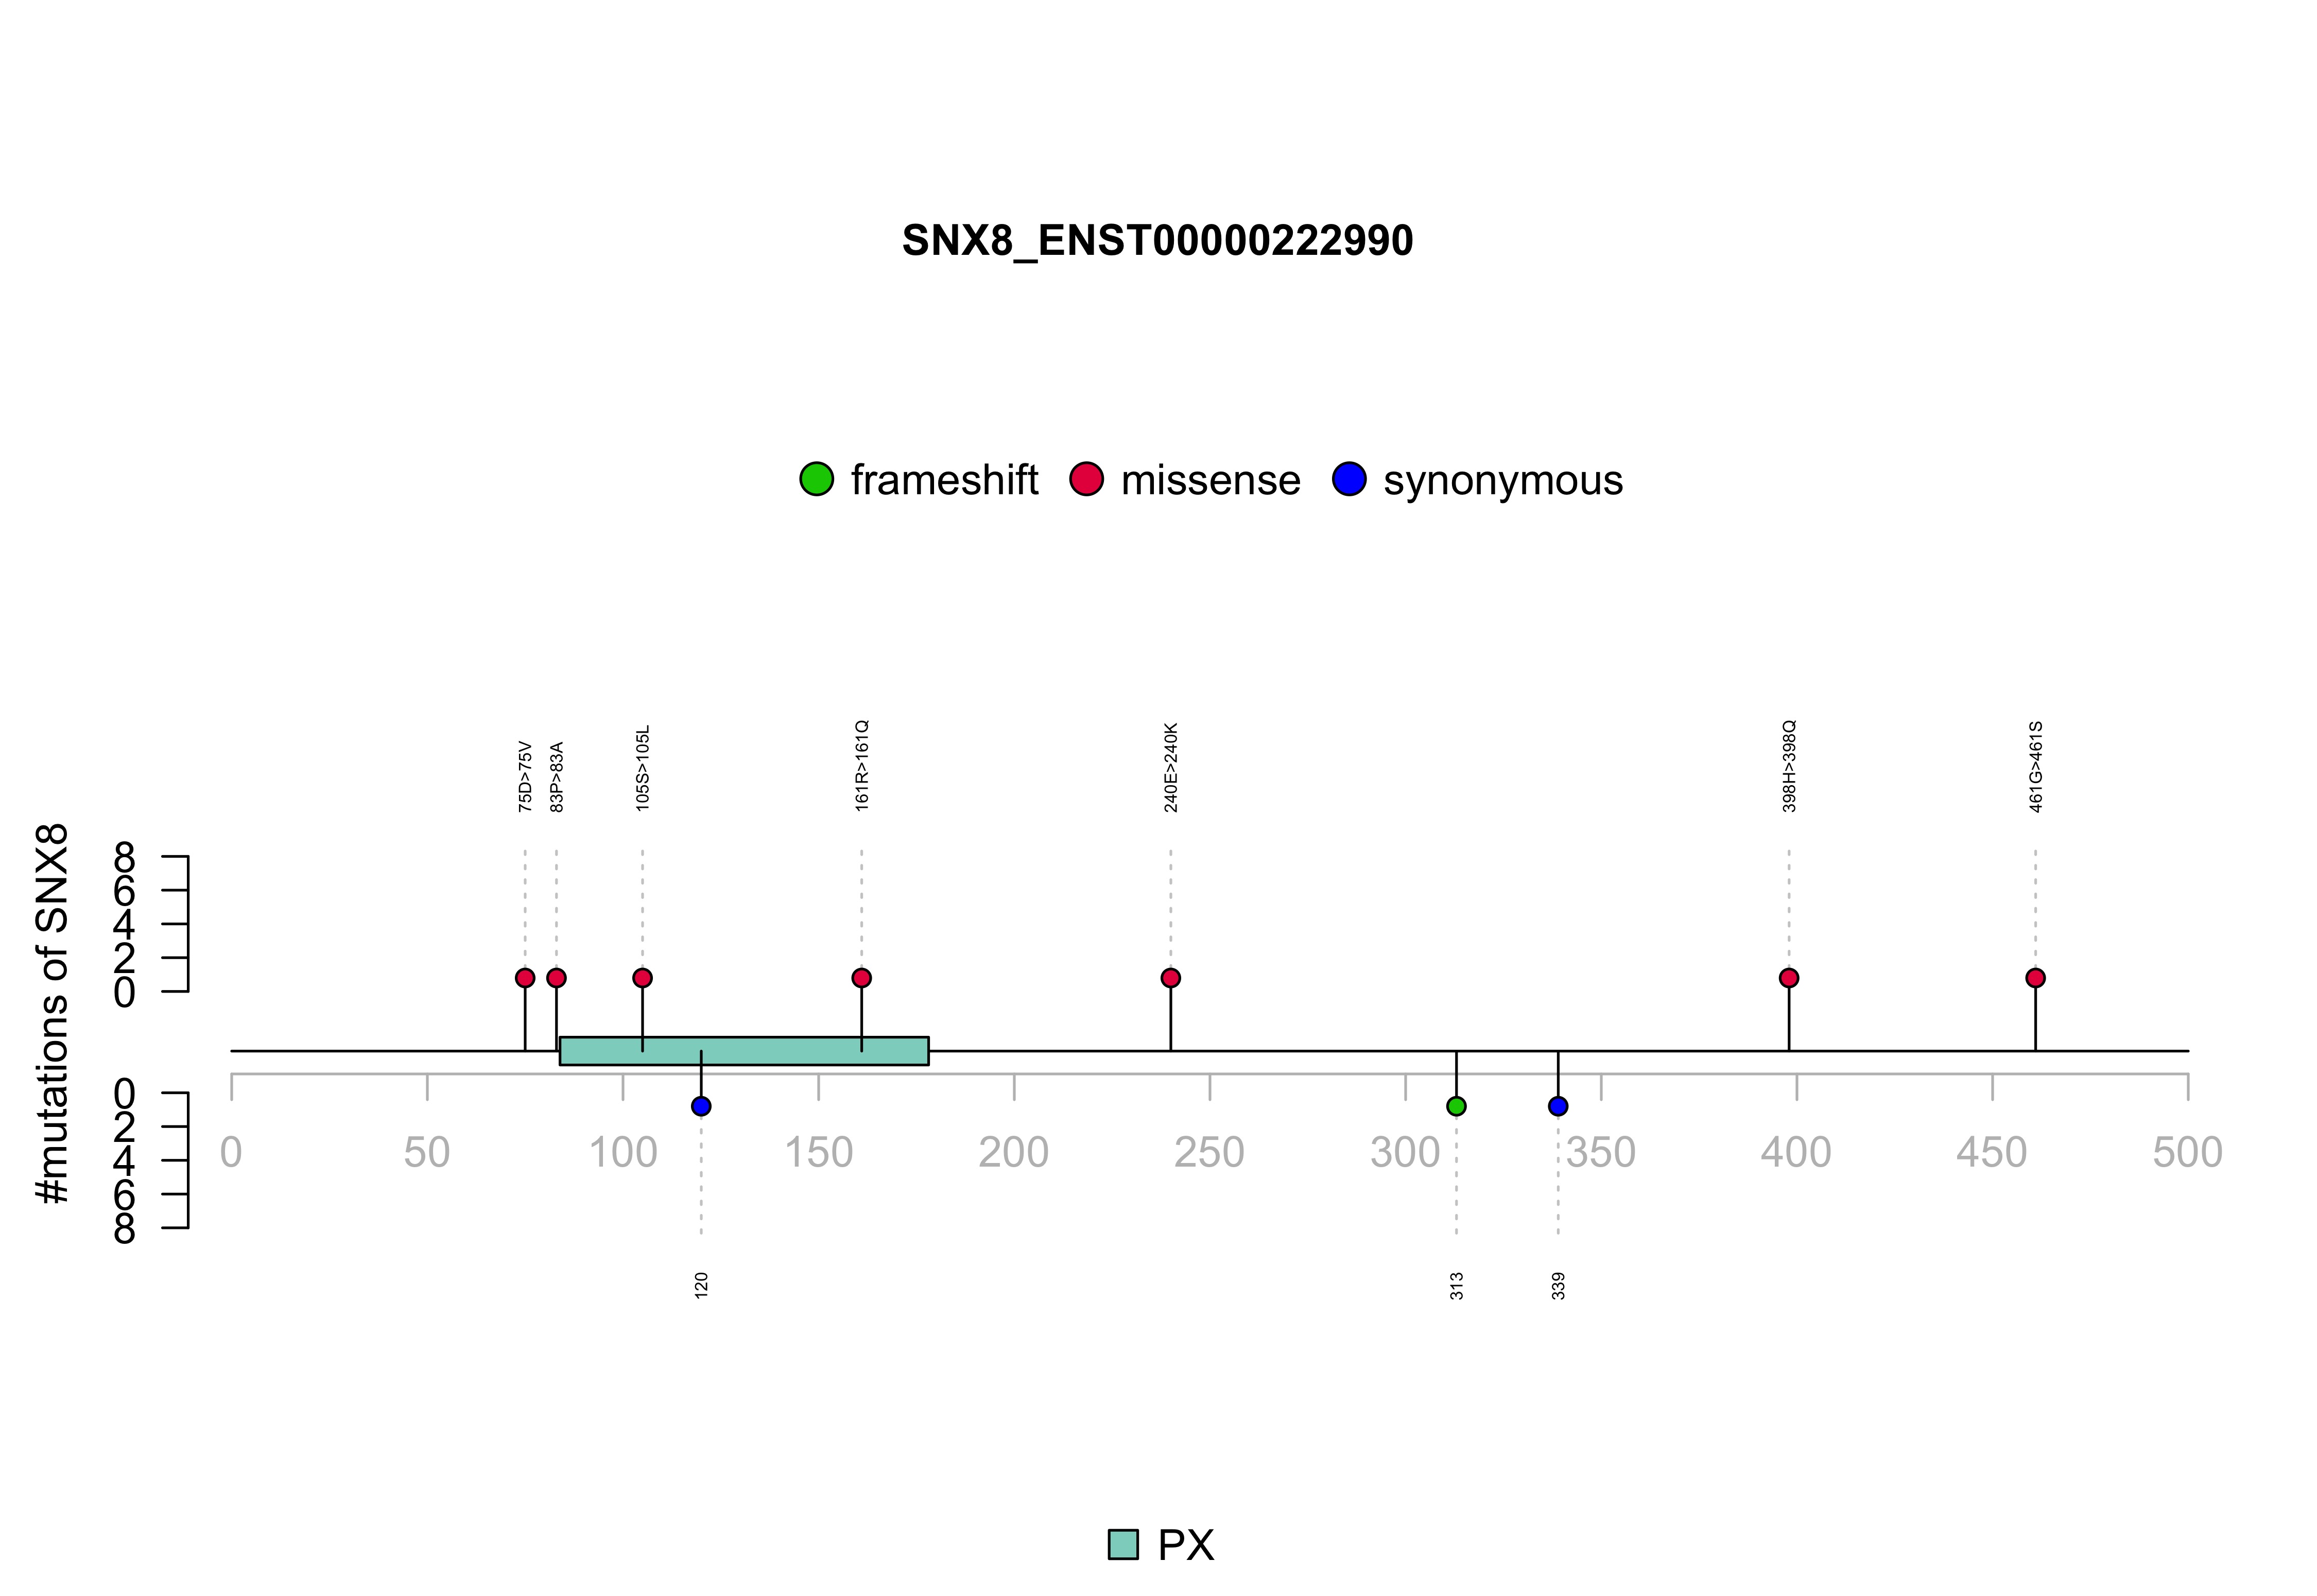 SNX8_ENST00000222990
frameshift missense synonymous
75D>75V
83P>83A
105S>105L
161R>161Q
240E>240K
398H>398Q
461G>461S
#mutations of SNX8
8
6
4
2
0
0
2
4
6
8
0 50 100 150 200 250 300 350 400 450 500
120
313
339
PX